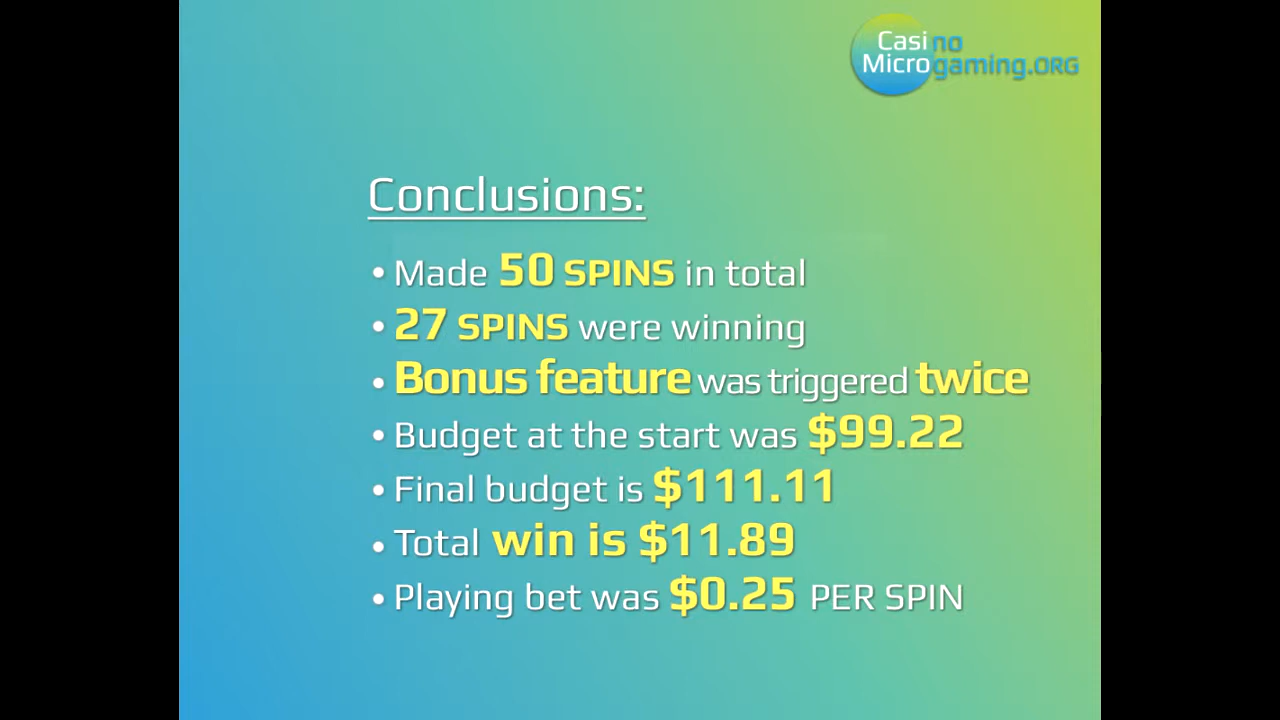 Casino
Microgaming.ORG
Conclusions:
• Made 50 SPINS in total
• 27 SPINS were winning
• Bonus feature was triggered twice
• Budget at the start was $99.22
• Final budget is $111.11
• Total win is $11.89
• Playing bet was $0.25 PER SPIN